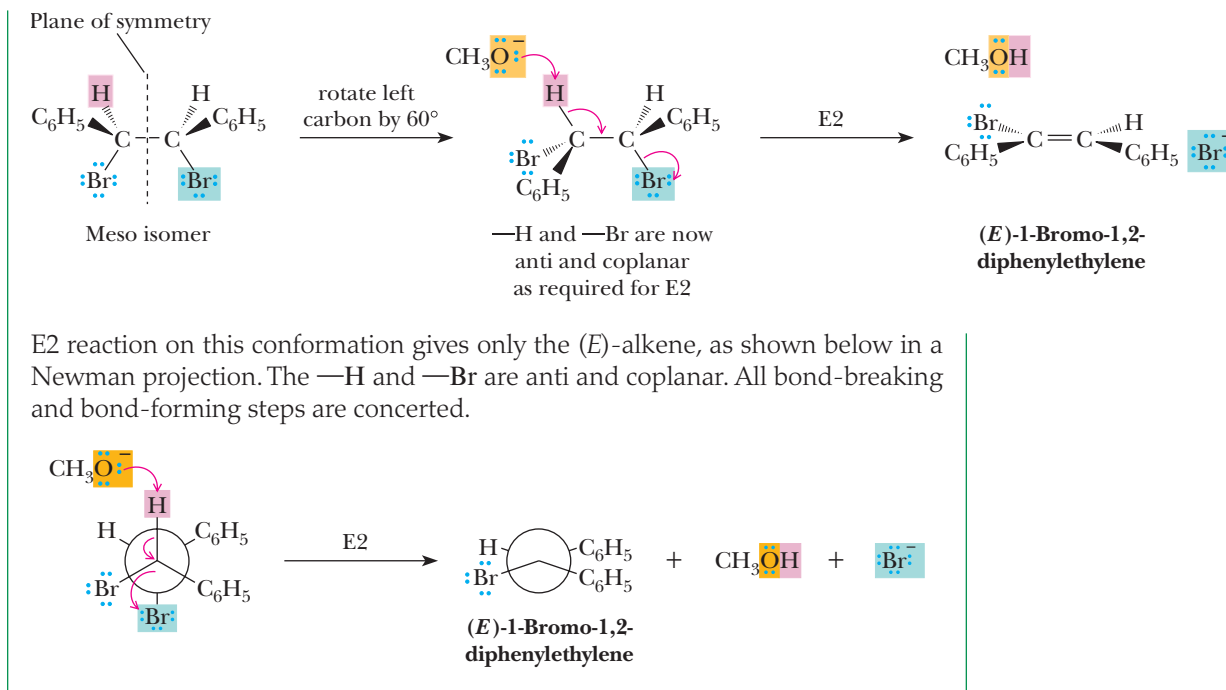 Plane of symmetry
H
H
C₆H₅
C₆H₅
C
C
Br
Br
Meso isomer
rotate left
carbon by 60°
CH₃O⁻
H
H
C₆H₅
C
C
Br
C₆H₅
Br
—H and —Br are now
anti and coplanar
as required for E2
E2
CH₃OH
Br
C=C
H
C₆H₅
C₆H₅
Br⁻
(E)-1-Bromo-1,2-
diphenylethylene
E2 reaction on this conformation gives only the (E)-alkene, as shown below in a
Newman projection. The —H and —Br are anti and coplanar. All bond-breaking
and bond-forming steps are concerted.
CH₃O⁻
H
H
C₆H₅
Br
C₆H₅
Br
E2
H
C₆H₅
Br
C₆H₅
+ CH₃OH + Br⁻
(E)-1-Bromo-1,2-
diphenylethylene